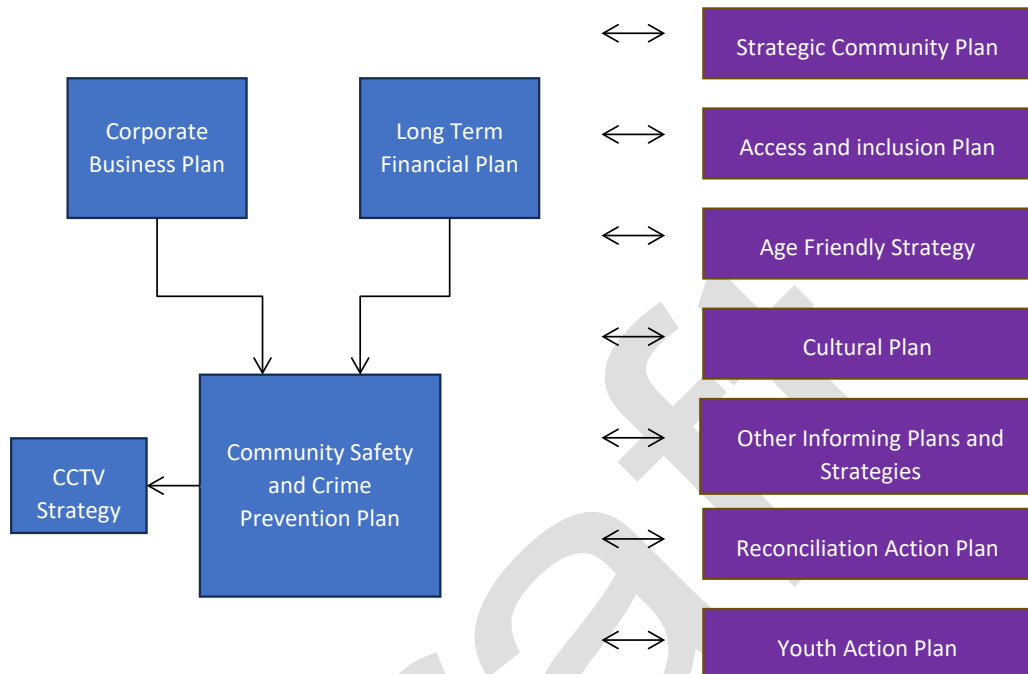 Corporate
Business Plan
Long Term
Financial Plan
Community Safety
and Crime
Prevention Plan
CCTV
Strategy
Strategic Community Plan
Access and inclusion Plan
Age Friendly Strategy
Cultural Plan
Other Informing Plans and
Strategies
Reconciliation Action Plan
Youth Action Plan